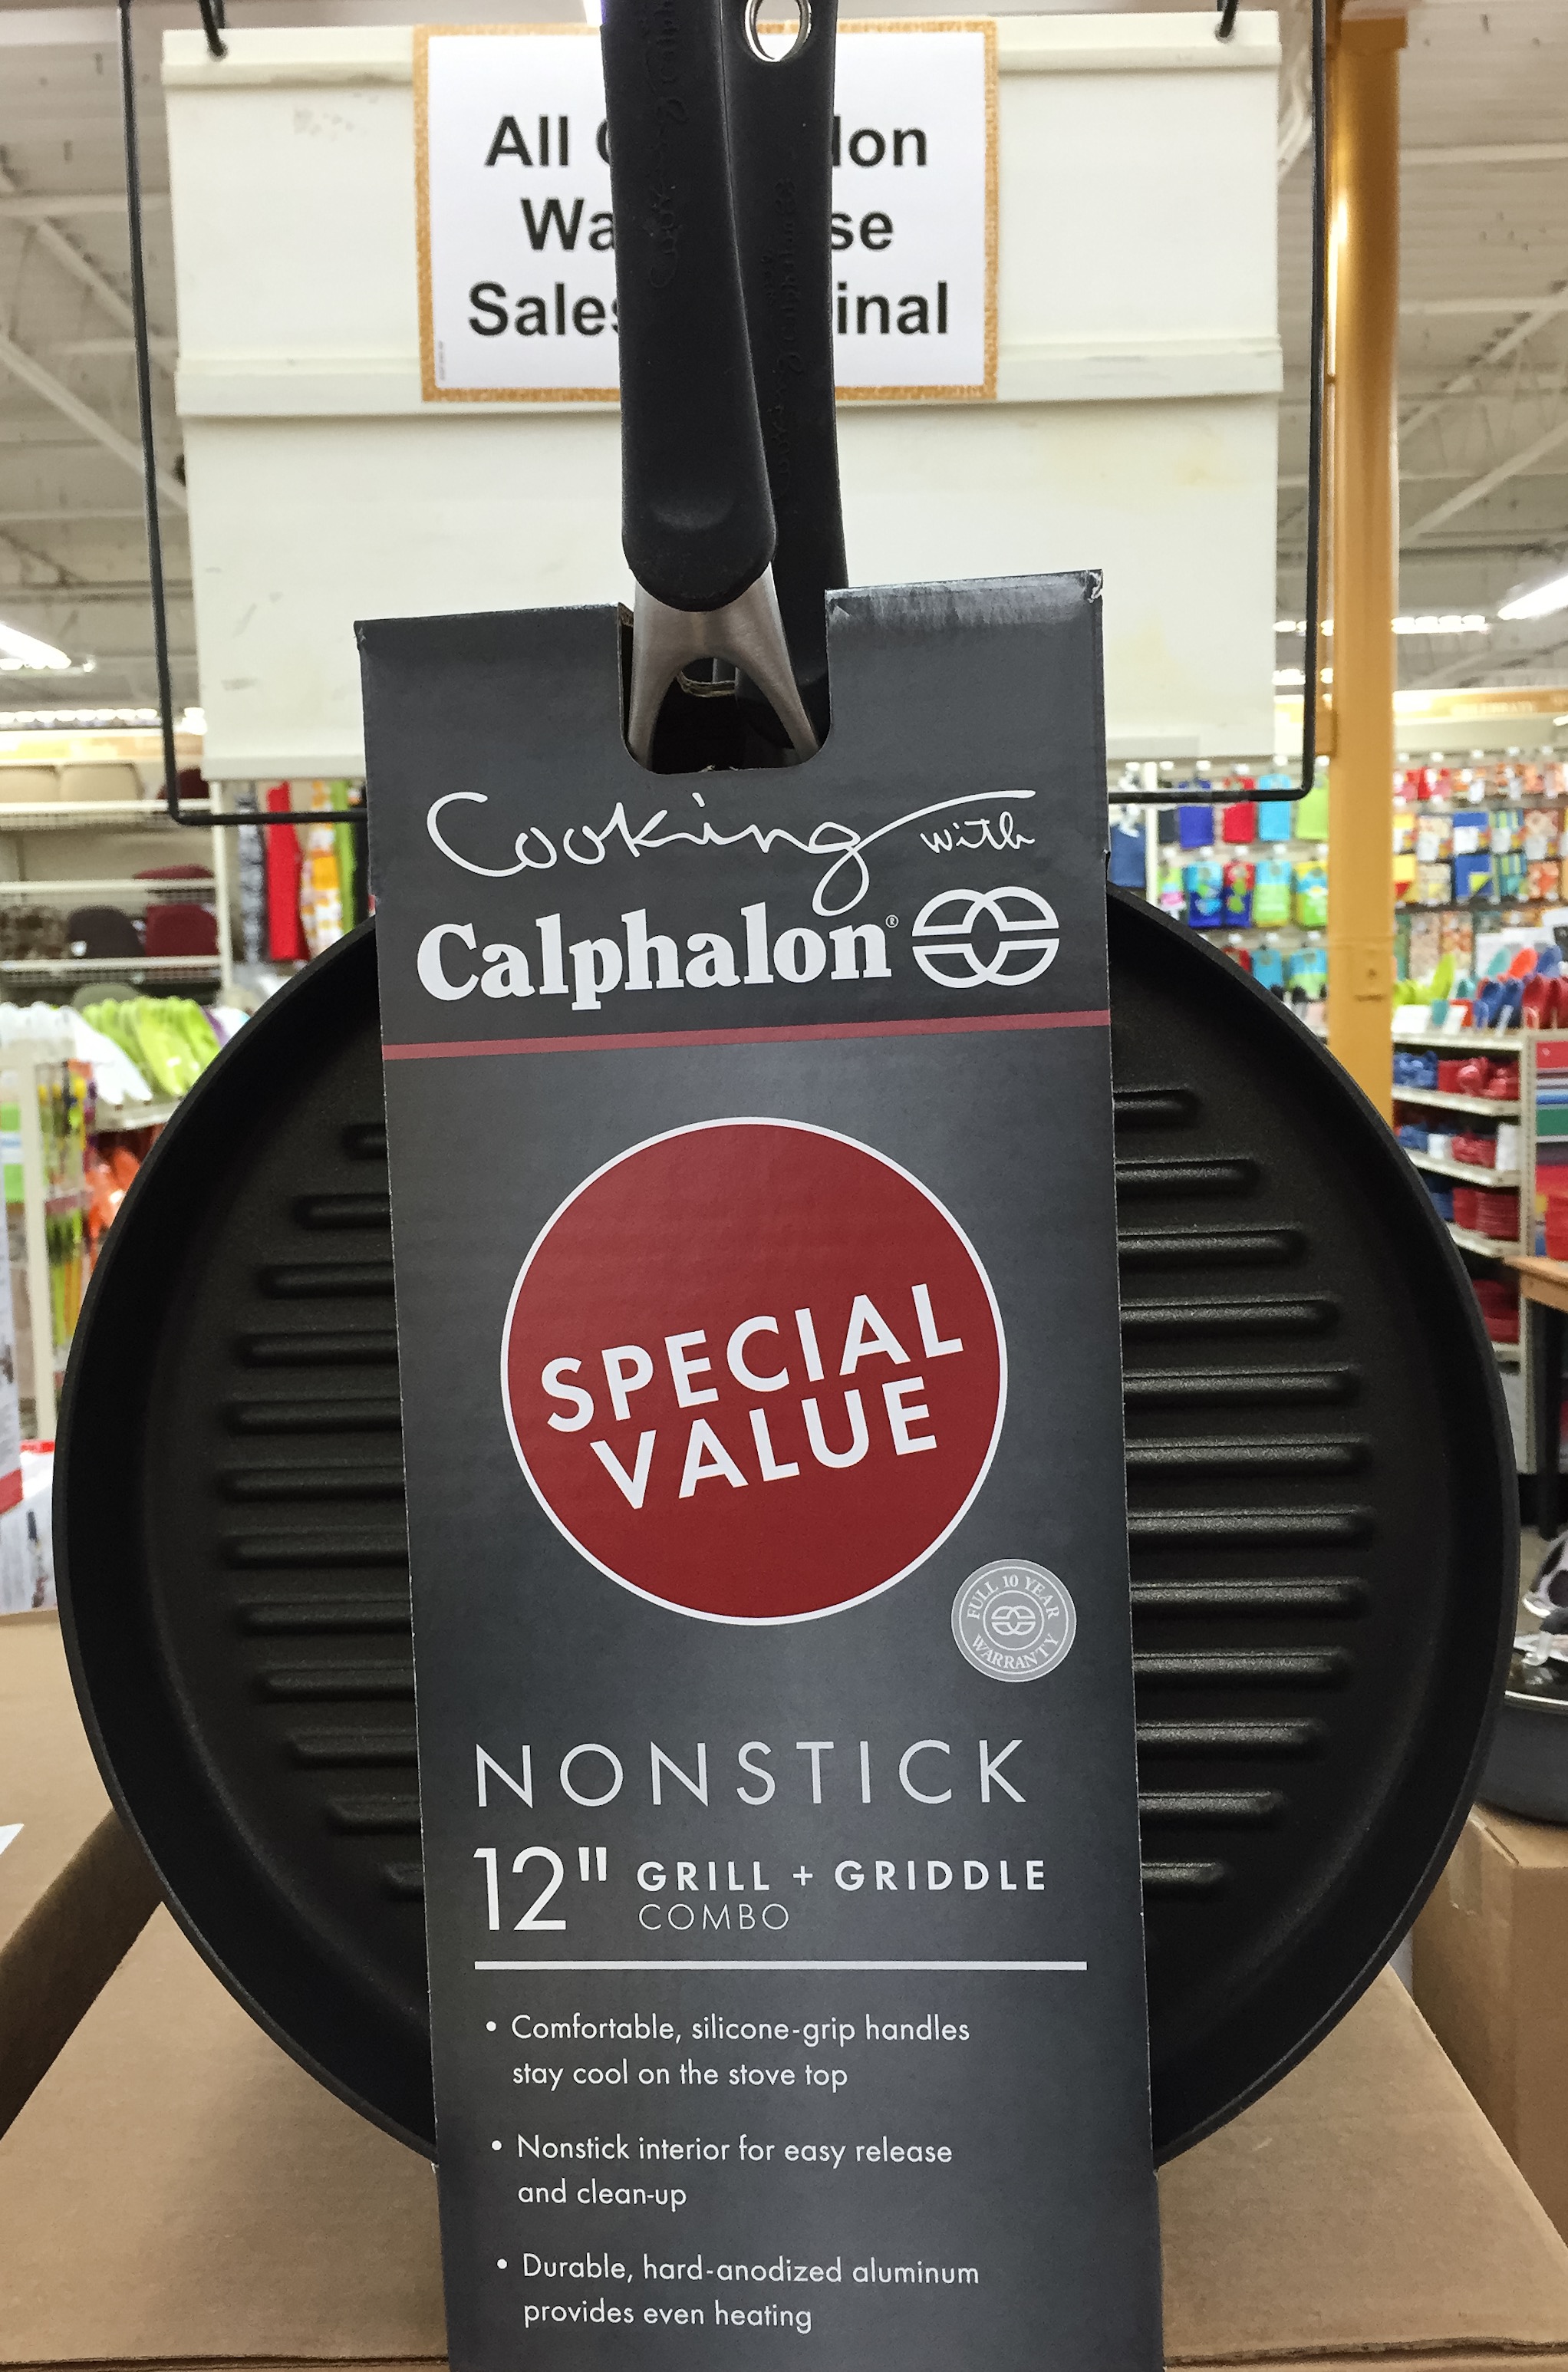 All lon
Wa se
Sales inal
Cooking with
Calphalon®
SPECIAL
VALUE
FULL 10 YEAR
WARRANTY
NONSTICK
12" GRILL + GRIDDLE
COMBO
• Comfortable, silicone-grip handles
stay cool on the stove top
• Nonstick interior for easy release
and clean-up
• Durable, hard-anodized aluminum
provides even heating